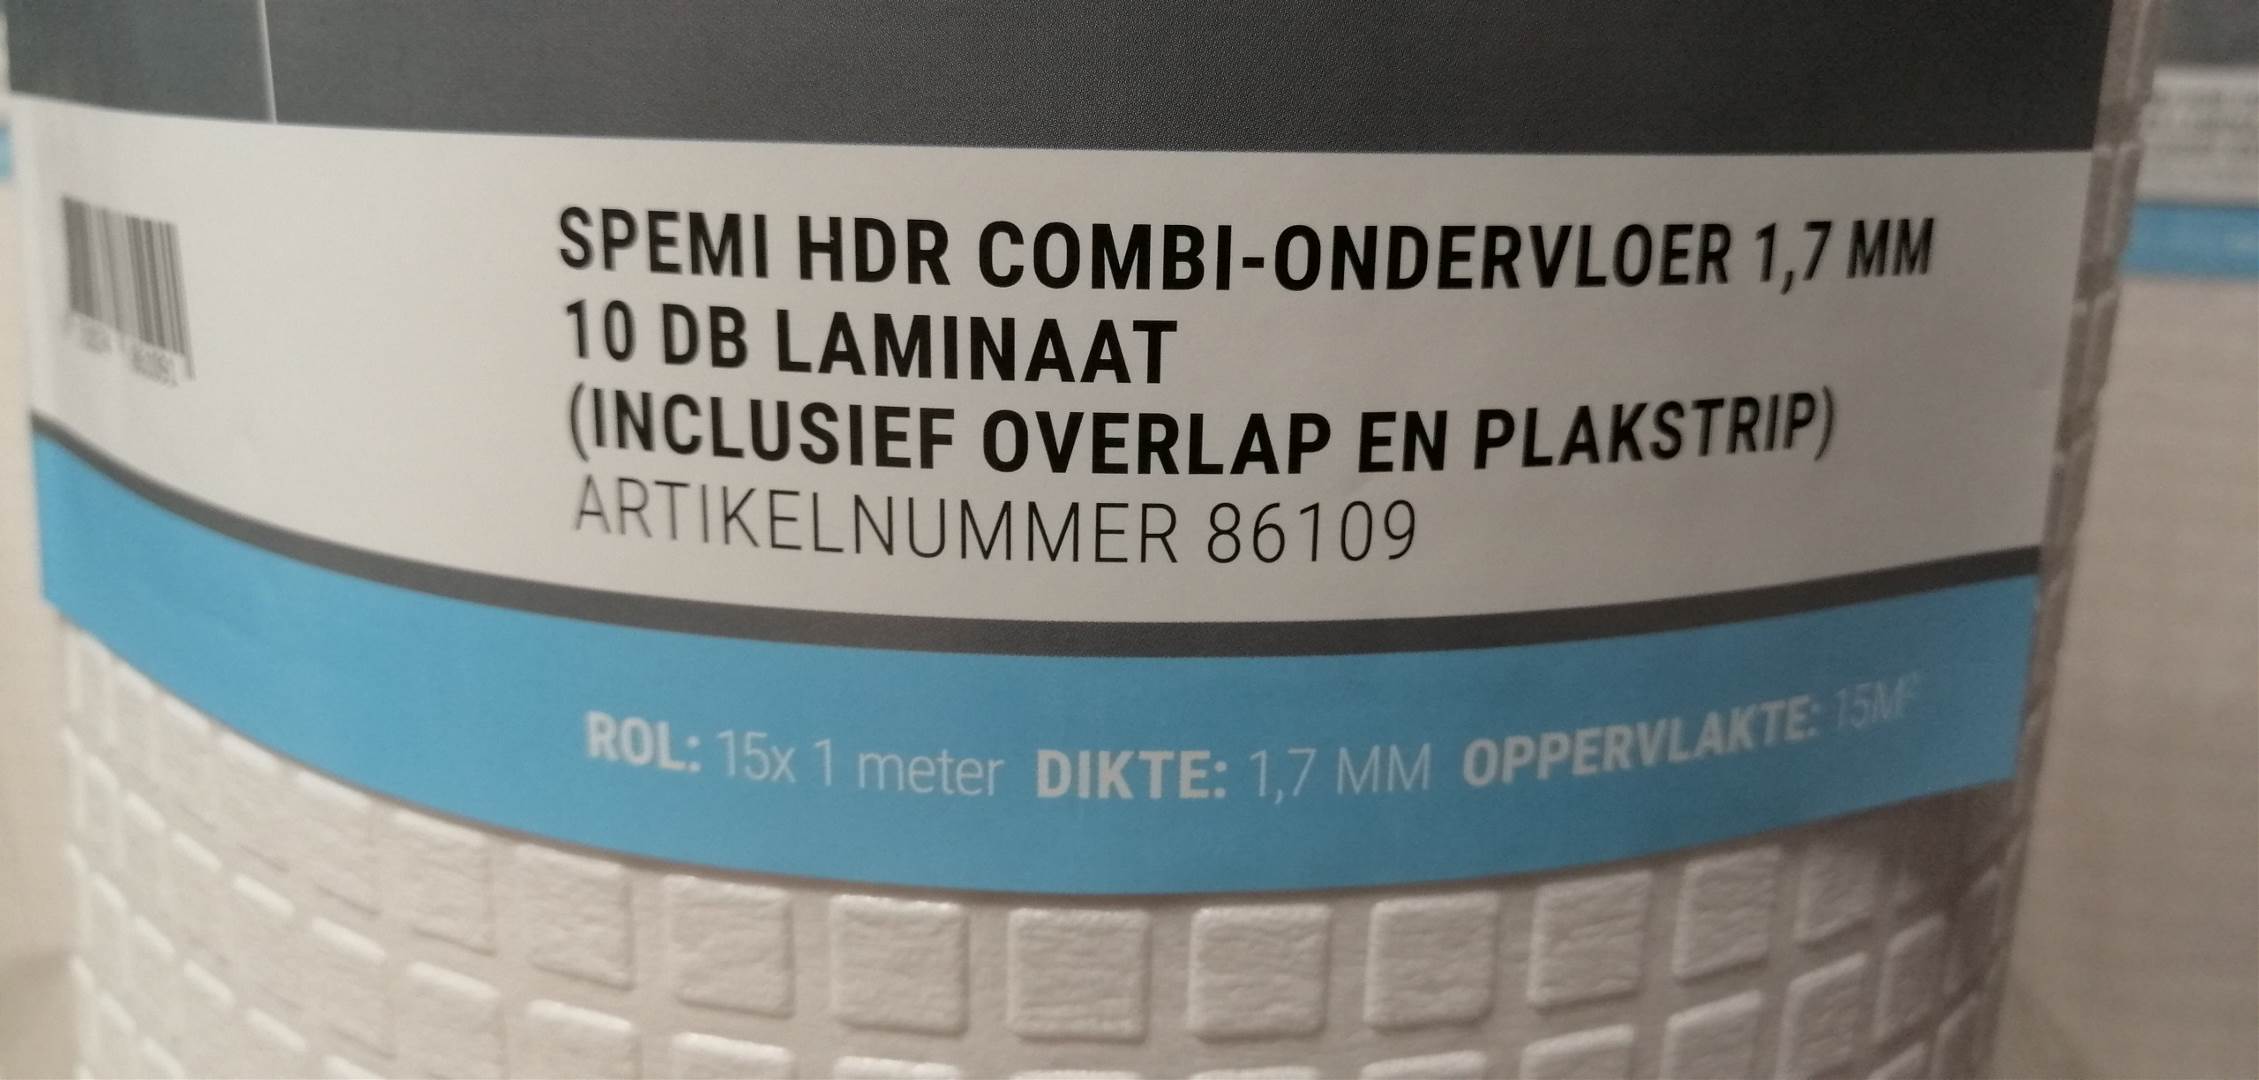 SPEMI HDR COMBI-ONDERVLOER 1,7 MM
10 DB LAMINAAT
(INCLUSIEF OVERLAP EN PLAKSTRIP)
ARTIKELNUMMER 86109
ROL: 15x 1 meter DIKTE: 1,7 MM OPPERVLAKTE: 15M²